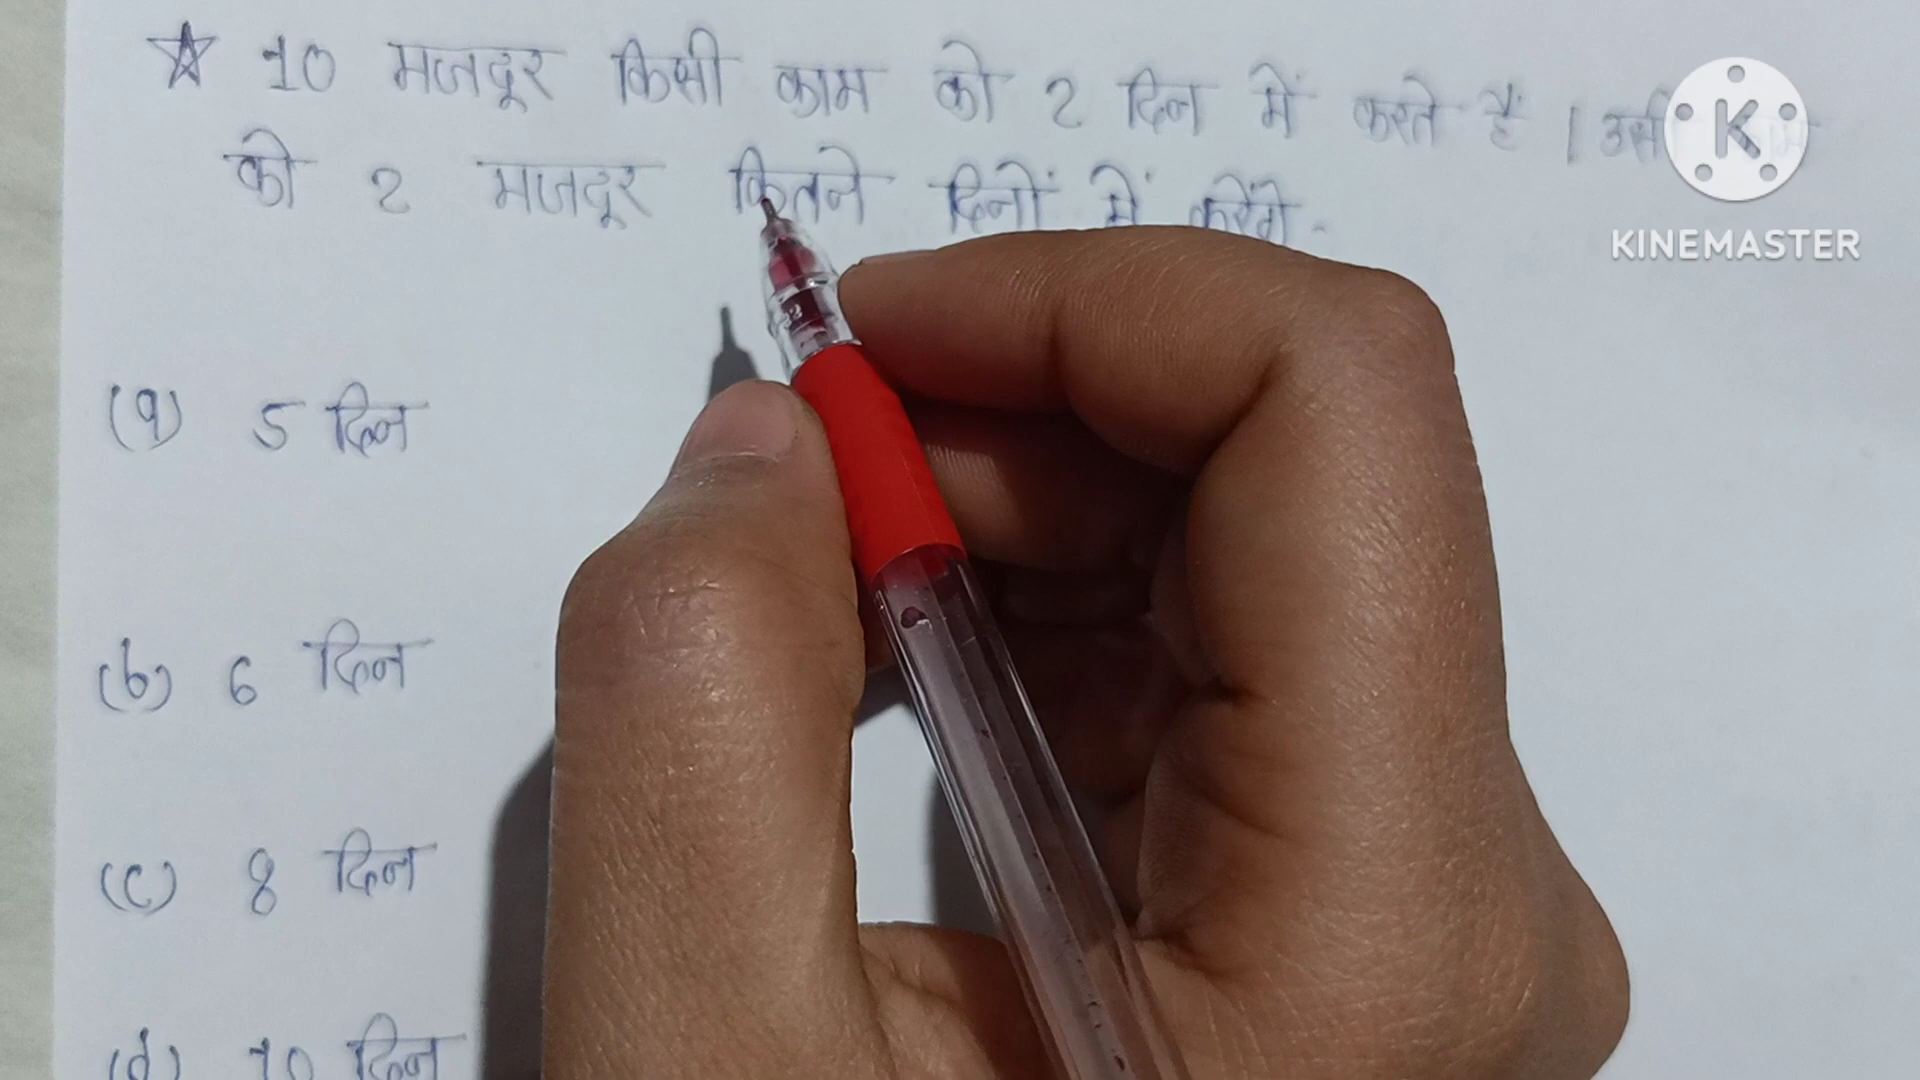 ☆ 10 मजदूर किसी काम को 2 दिन में करते हैं । उसी
को 2 मजदूर कितने दिनों में करेंगे.
(a) 5 दिन
(b) 6 दिन
(c) 8 दिन
(d) 10 दिन
K
KINEMASTER